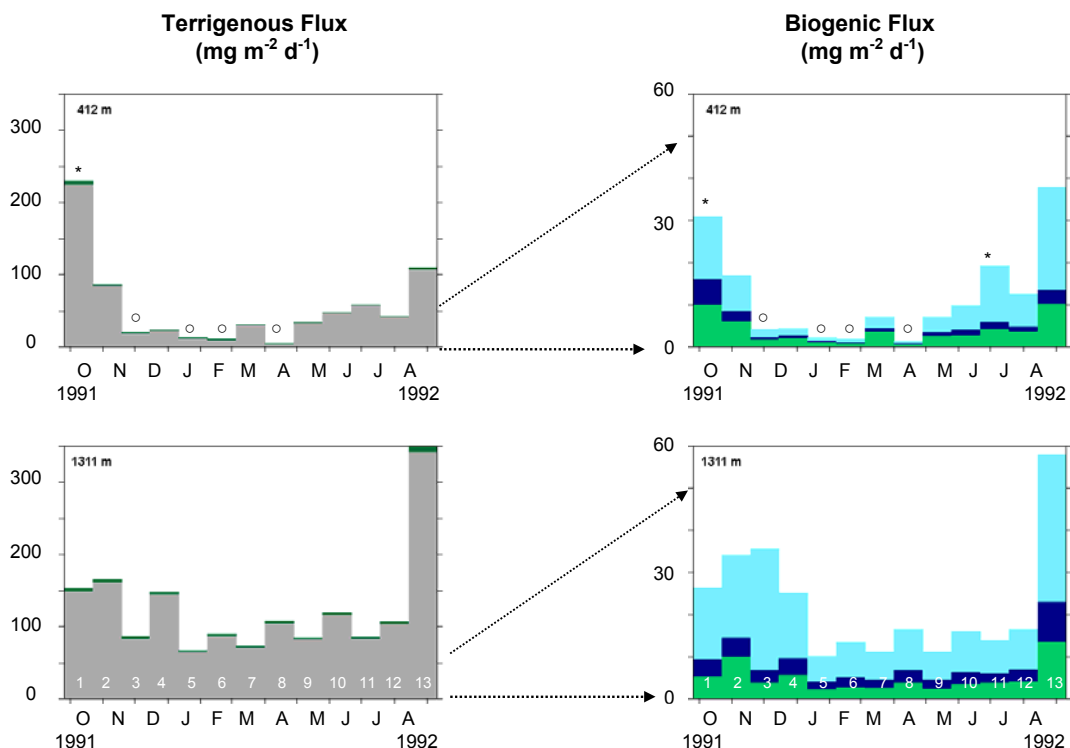 Terrigenous Flux
(mg m-2 d-1)
Biogenic Flux
(mg m-2 d-1)
412 m
300
200
100
0
*
○ ○ ○ ○
O N D J F M A M J J A
1991 1992
412 m
60
30
0
*
*
○ ○ ○ ○
O N D J F M A M J J A
1991 1992
1311 m
300
200
100
0
1 2 3 4 5 6 7 8 9 10 11 12 13
O N D J F M A M J J A
1991 1992
1311 m
60
30
0
1 2 3 4 5 6 7 8 9 10 11 12 13
O N D J F M A M J J A
1991 1992